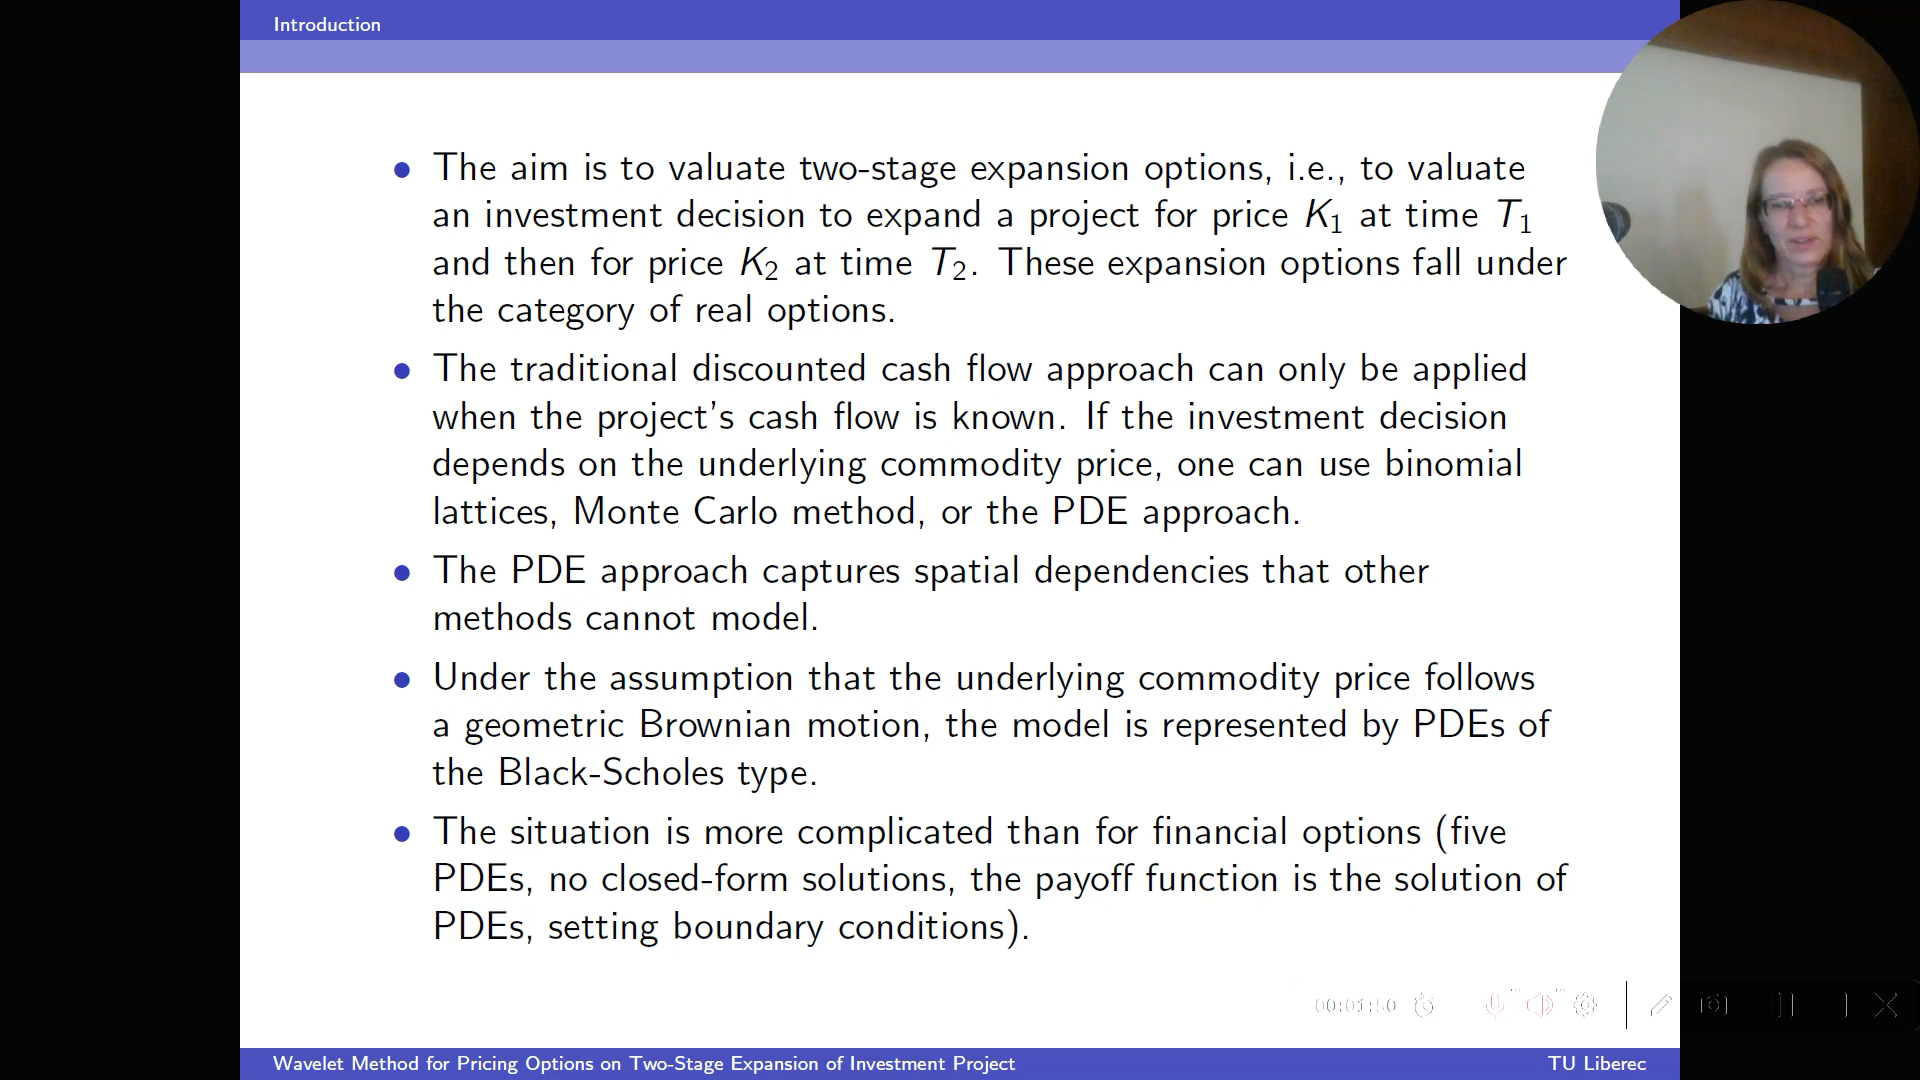 Introduction
• The aim is to valuate two-stage expansion options, i.e., to valuate
an investment decision to expand a project for price K₁ at time T₁
and then for price K₂ at time T₂. These expansion options fall under
the category of real options.
• The traditional discounted cash flow approach can only be applied
when the project's cash flow is known. If the investment decision
depends on the underlying commodity price, one can use binomial
lattices, Monte Carlo method, or the PDE approach.
• The PDE approach captures spatial dependencies that other
methods cannot model.
• Under the assumption that the underlying commodity price follows
a geometric Brownian motion, the model is represented by PDEs of
the Black-Scholes type.
• The situation is more complicated than for financial options (five
PDEs, no closed-form solutions, the payoff function is the solution of
PDEs, setting boundary conditions).
00:01:50
Wavelet Method for Pricing Options on Two-Stage Expansion of Investment Project
TU Liberec